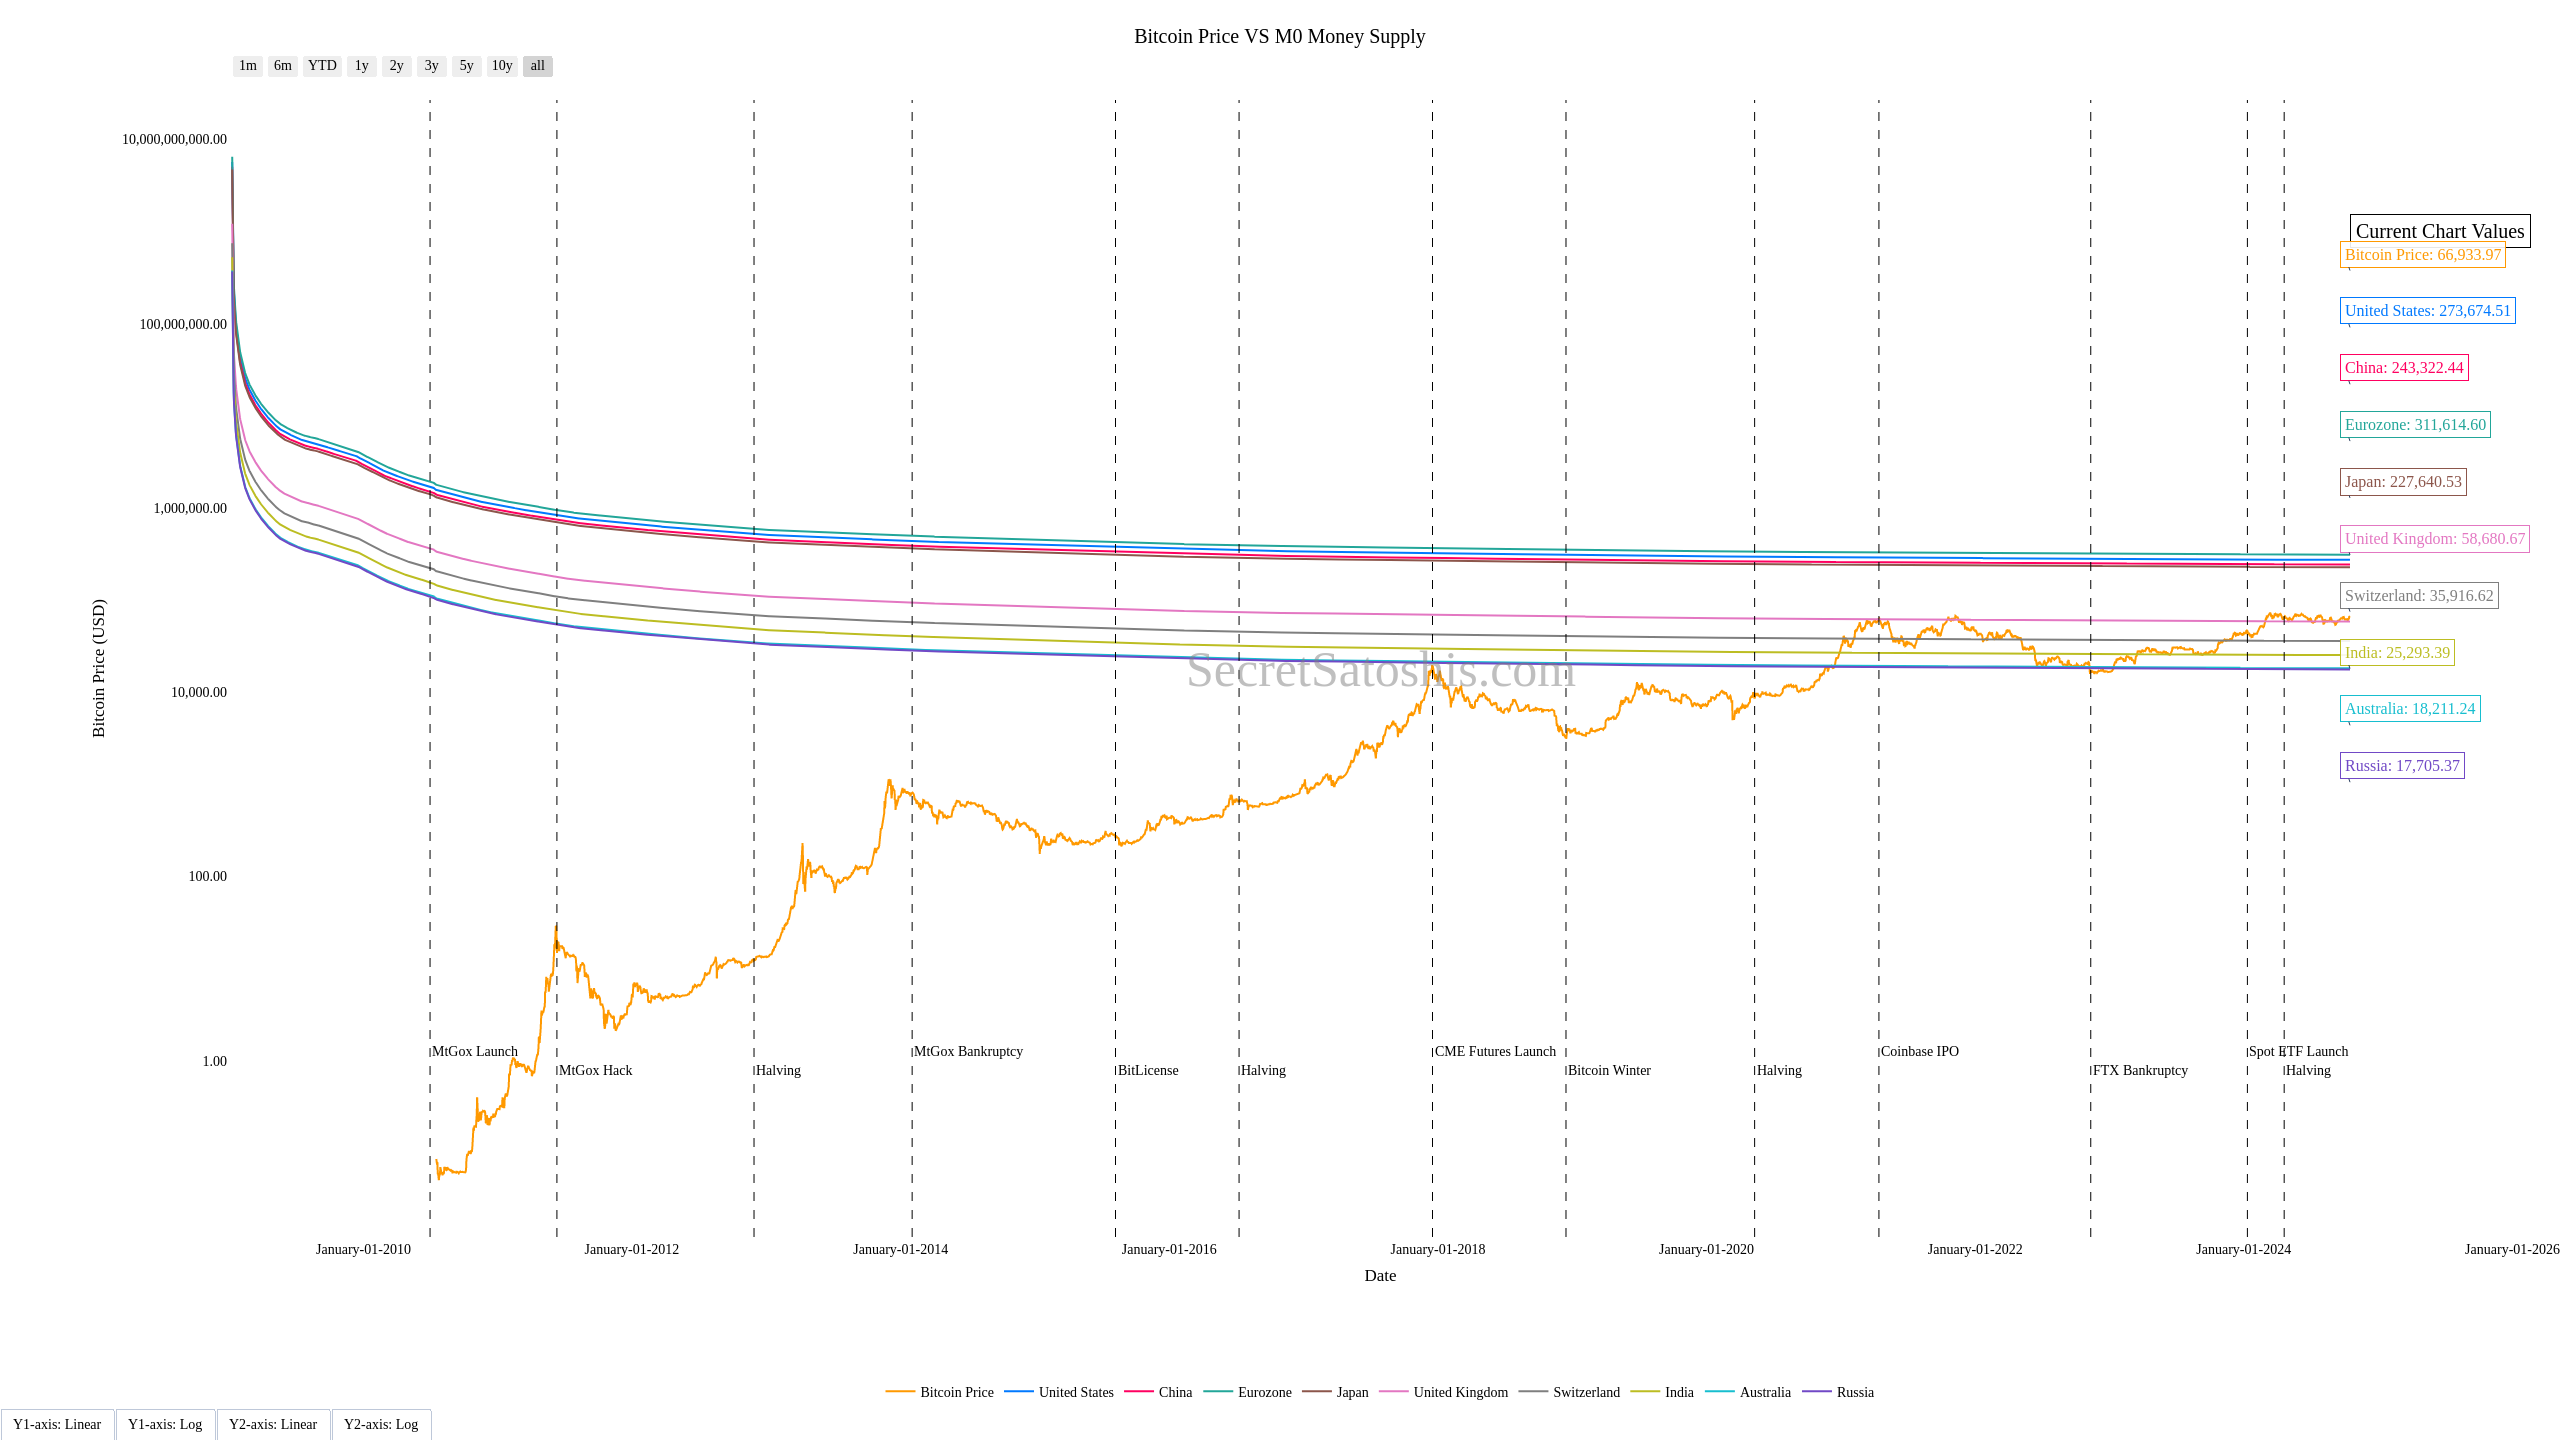 Bitcoin Price VS M0 Money Supply
1m 6m YTD 1y 2y 3y 5y 10y all
10,000,000,000.00
100,000,000.00
1,000,000.00
10,000.00
100.00
1.00
Bitcoin Price (USD)
Current Chart Values
Bitcoin Price: 66,933.97
United States: 273,674.51
China: 243,322.44
Eurozone: 311,614.60
Japan: 227,640.53
United Kingdom: 58,680.67
Switzerland: 35,916.62
India: 25,293.39
Australia: 18,211.24
Russia: 17,705.37
SecretSatoshis.com
MtGox Launch
MtGox Hack
Halving
MtGox Bankruptcy
BitLicense
Halving
CME Futures Launch
Bitcoin Winter
Halving
Coinbase IPO
FTX Bankruptcy
Spot ETF Launch
Halving
January-01-2010 January-01-2012 January-01-2014 January-01-2016 January-01-2018 January-01-2020 January-01-2022 January-01-2024 January-01-2026
Date
Bitcoin Price United States China Eurozone Japan United Kingdom Switzerland India Australia Russia
Y1-axis: Linear Y1-axis: Log Y2-axis: Linear Y2-axis: Log